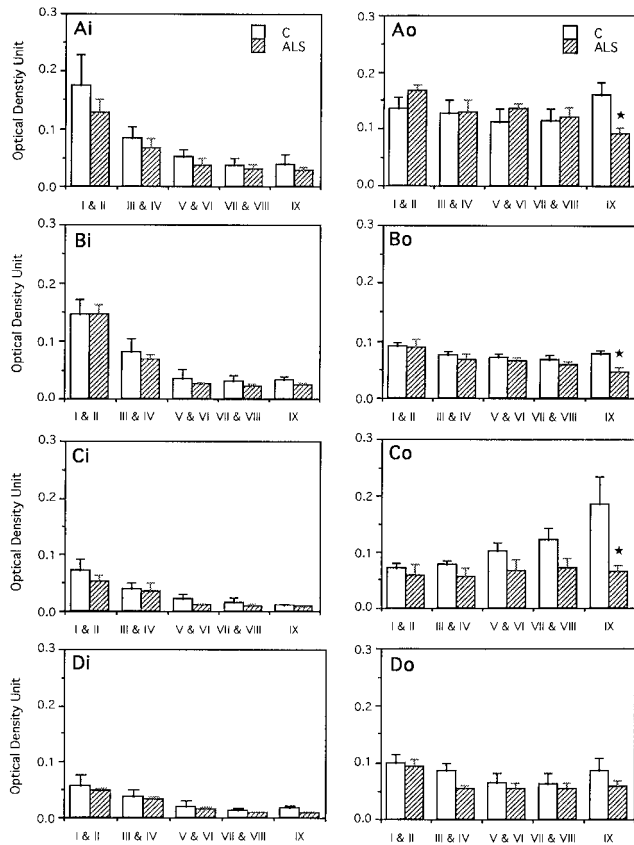 Ai
C
ALS
Optical Denstiy Unit
0.3
0.2
0.1
0.0
I & Ii
JIi & IV
V & VI
VII & VIII
IX
Ao
C
ALS
0.3
0.2
0.1
0.0
★
I & II
III & IV
V & VI
VIi & VIii
iX
Bi
Optical Density Unit
0.3
0.2
0.1
0.0
I & II
III & IV
V & Vi
VII & Viii
IX
Bo
0.3
0.2
0.1
0.0
★
I & II
III & IV
V & VI
VII & VIIi
IX
Ci
Optical Density Unit
0.3
0.2
0.1
0.0
I & II
IIi & IV
V & VI
VIi & VIII
IX
Co
0.3
0.2
0.1
0.0
★
I & II
IiI & IV
V & VI
VII & VIII
IX
Di
Optical Density Unit
0.3
0.2
0.1
0.0
I & Ii
III & IV
V & VI
VIi & VIII
IX
Do
0.3
0.2
0.1
0.0
I & II
III & IV
V & VI
VII & VIII
IX